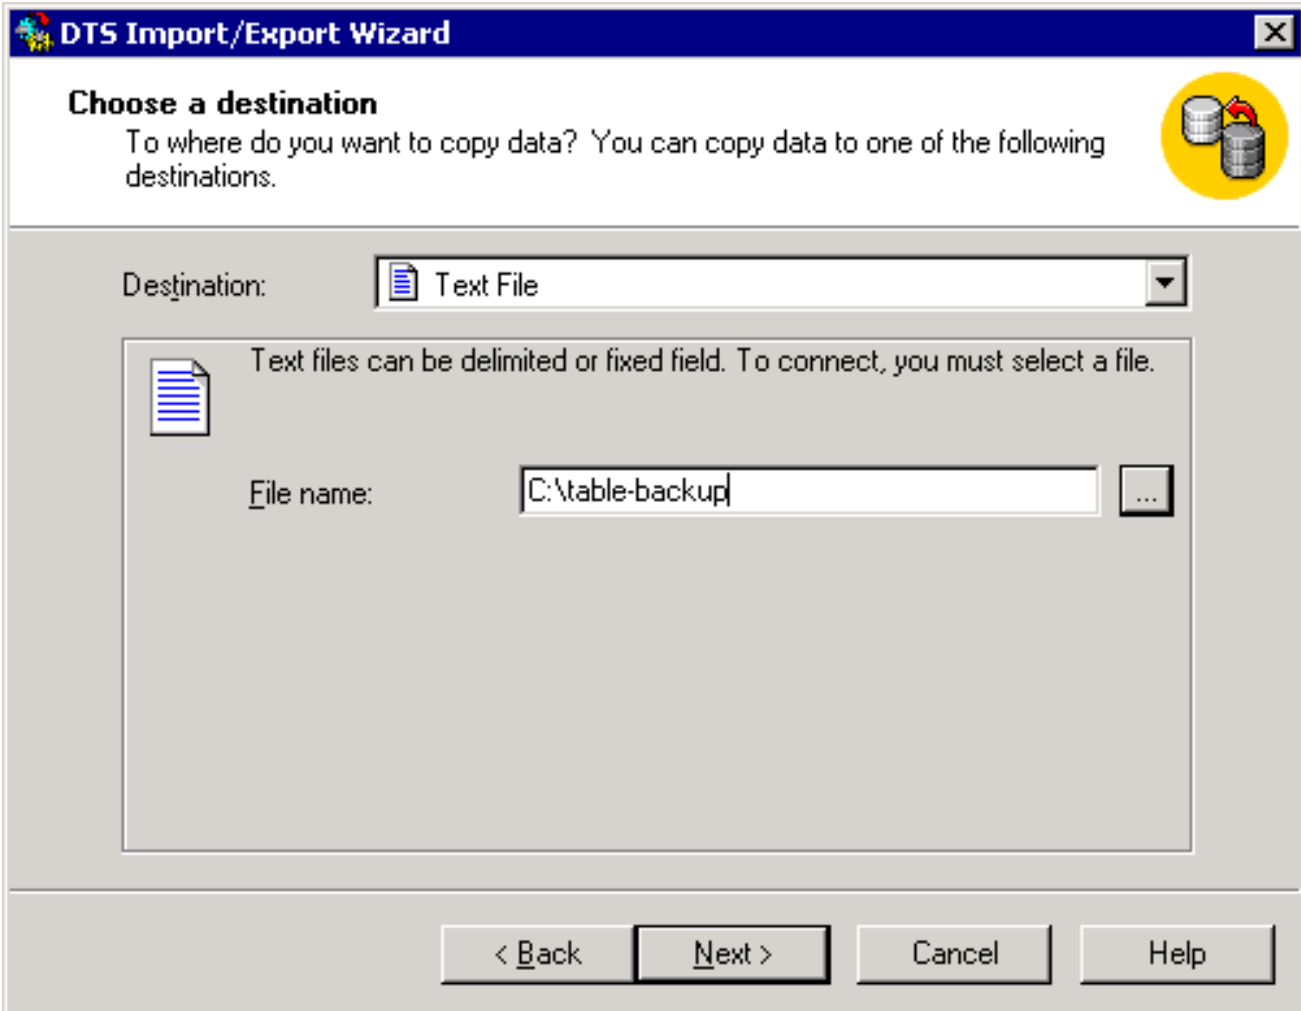 DTS Import/Export Wizard
Choose a destination
To where do you want to copy data?  You can copy data to one of the following
destinations.
Destination:
Text File
Text files can be delimited or fixed field. To connect, you must select a file.
File name:
C:\table-backup
...
< Back
Next >
Cancel
Help